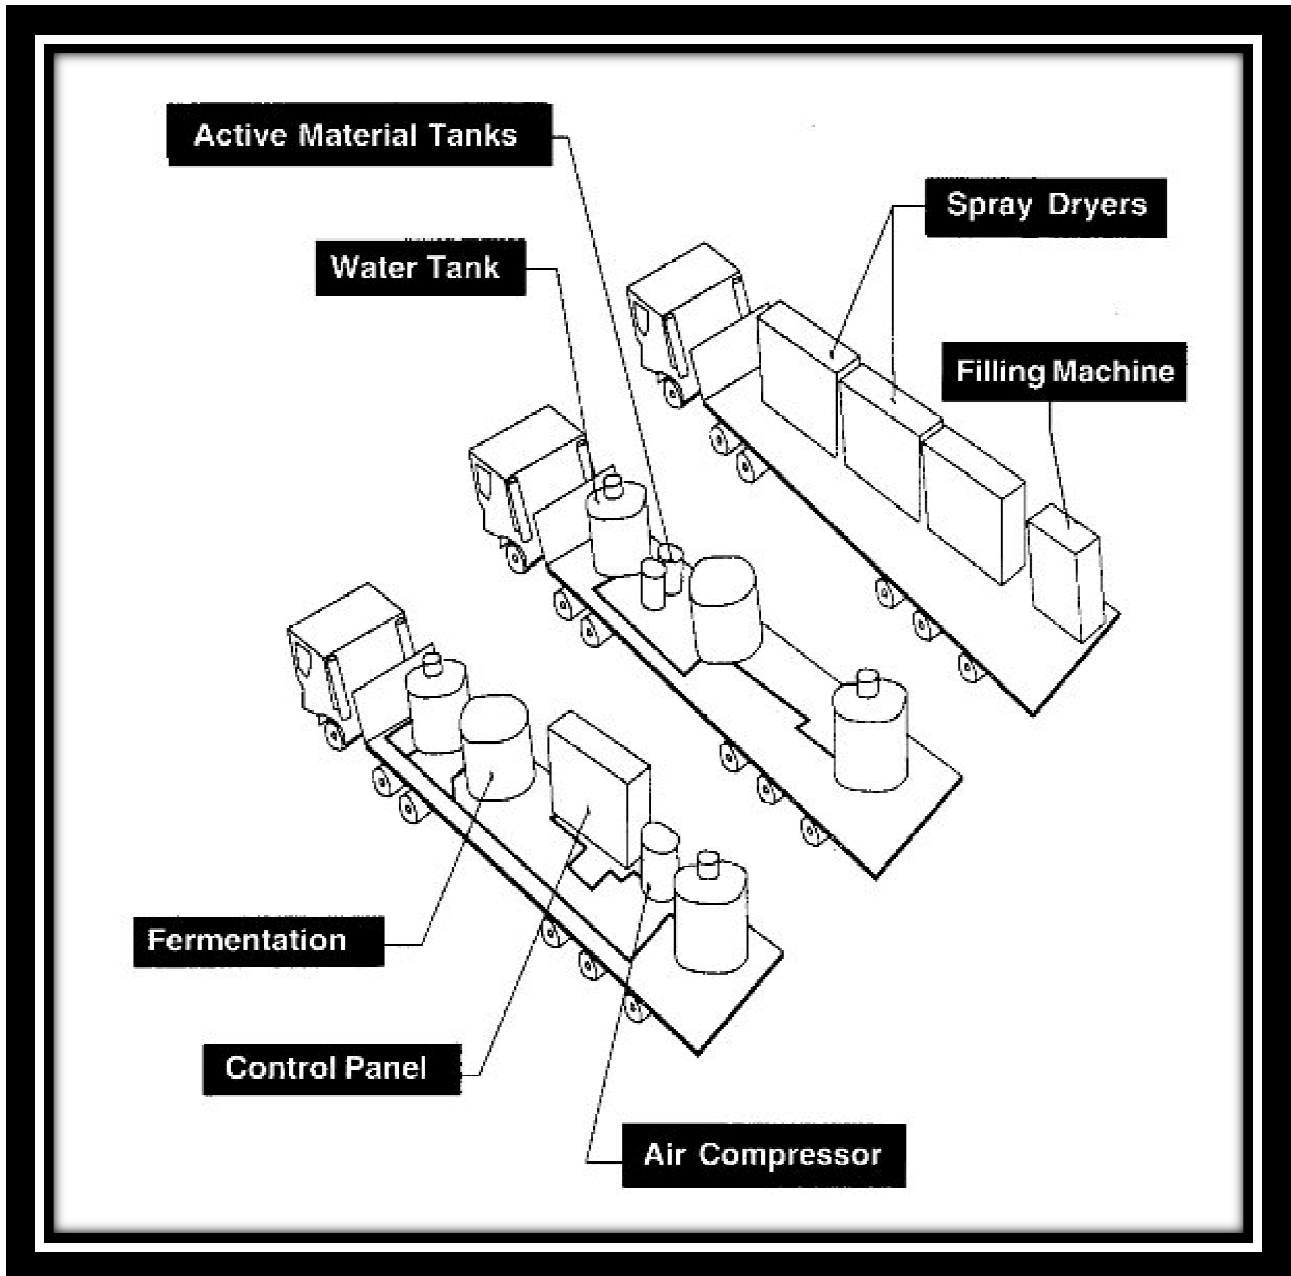 Active Material Tanks
Spray Dryers
Water Tank
Filling Machine
Fermentation
Control Panel
Air Compressor